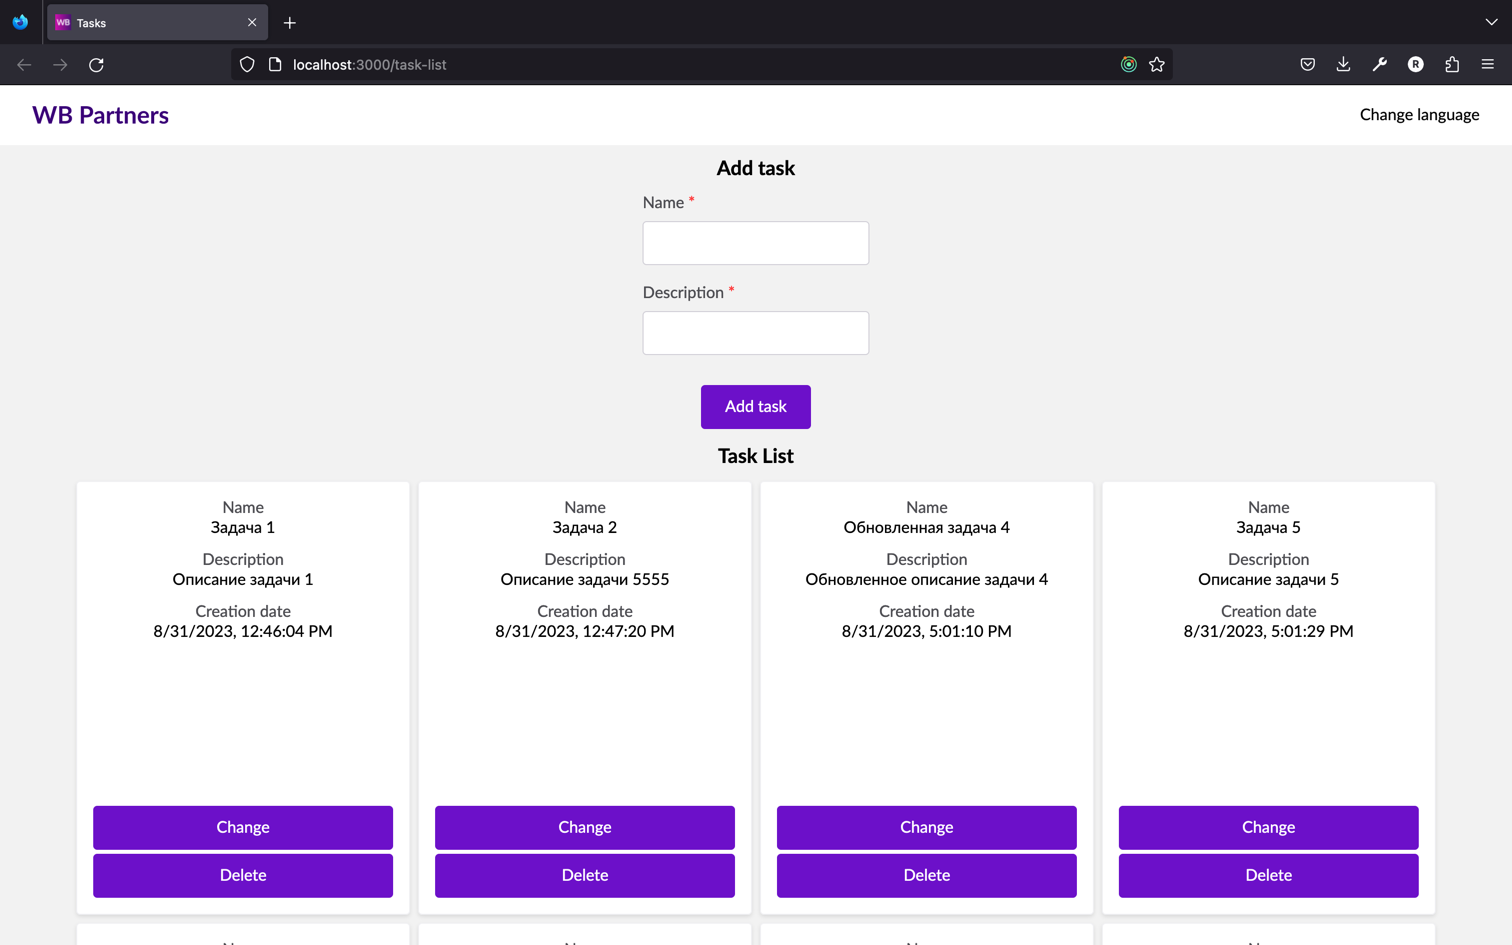 WB Tasks
localhost:3000/task-list
R
WB Partners
Change language
Add task
Name *
Description *
Add task
Task List
Name
Задача 1
Description
Описание задачи 1
Creation date
8/31/2023, 12:46:04 PM
Change
Delete
Name
Задача 2
Description
Описание задачи 5555
Creation date
8/31/2023, 12:47:20 PM
Change
Delete
Name
Обновленная задача 4
Description
Обновленное описание задачи 4
Creation date
8/31/2023, 5:01:10 PM
Change
Delete
Name
Задача 5
Description
Описание задачи 5
Creation date
8/31/2023, 5:01:29 PM
Change
Delete